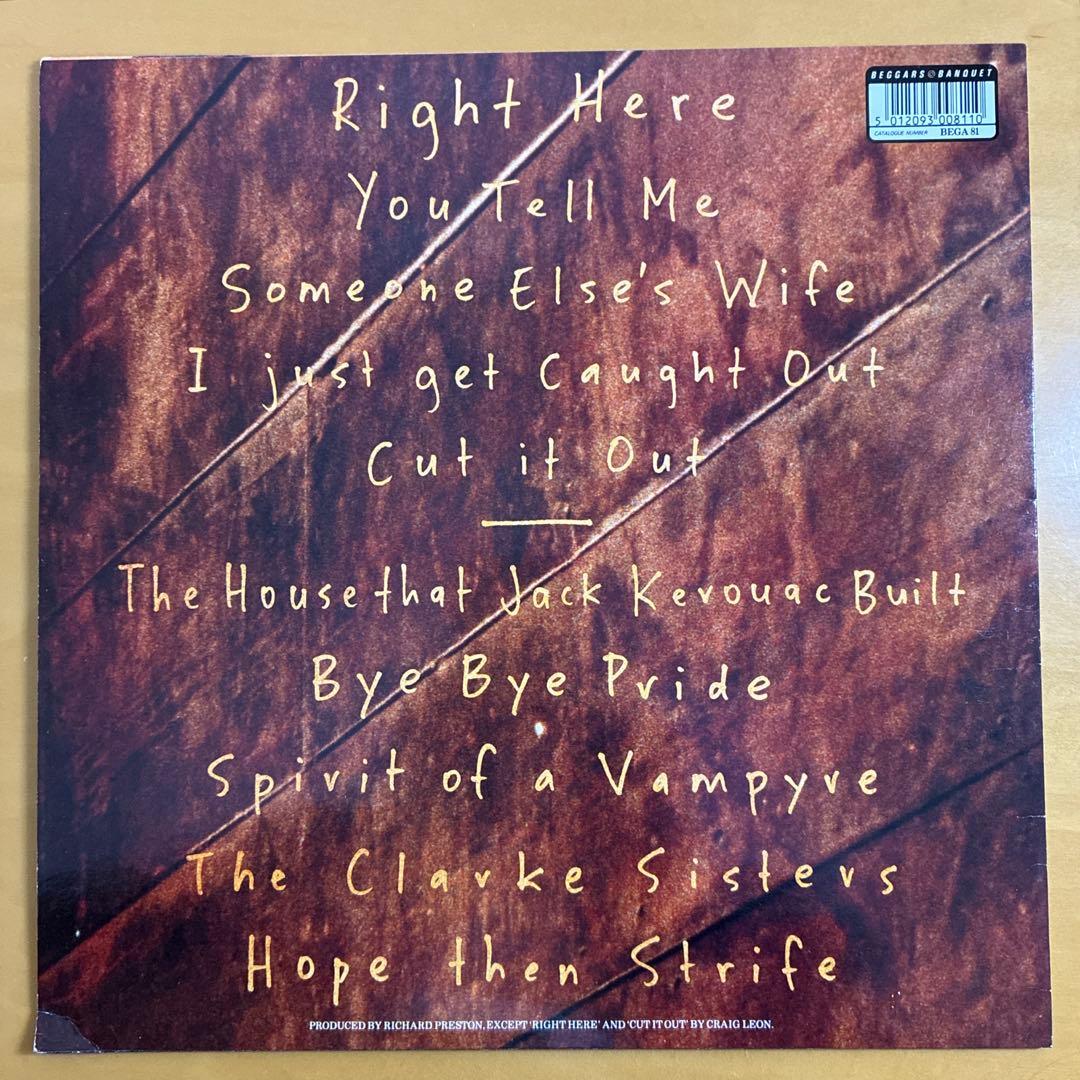 BEGGARS BANQUET
5 012093 008110
CATALOGUE NUMBER BEGA 81
Right Here
You Tell Me
Someone Else's Wife
I just get Caught Out
Cut it Out
The House that Jack Kerouac Built
Bye Bye Pride
Spirit of a Vampyre
The Clarke Sisters
Hope then Strife
PRODUCED BY RICHARD PRESTON, EXCEPT 'RIGHT HERE' AND 'CUT IT OUT' BY CRAIG LEON.